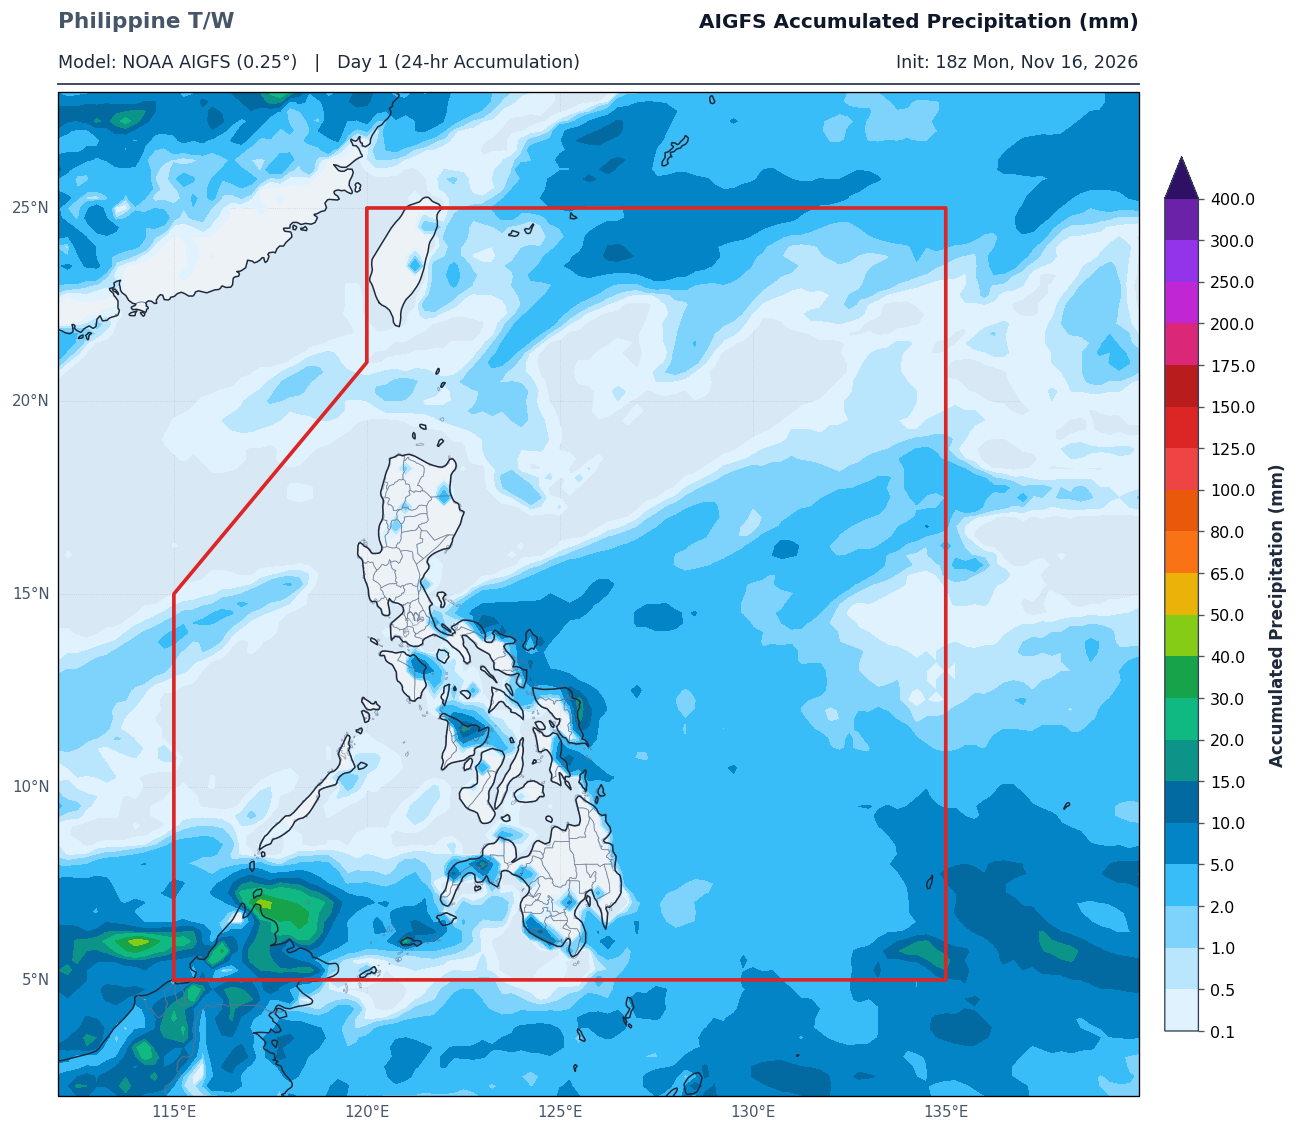 Philippine T/W
AIGFS Accumulated Precipitation (mm)
Model: NOAA AIGFS (0.25°) | Day 1 (24-hr Accumulation)
Init: 18z Mon, Nov 16, 2026
25°N
20°N
15°N
10°N
5°N
115°E
120°E
125°E
130°E
135°E
400.0
300.0
250.0
200.0
175.0
150.0
125.0
100.0
80.0
65.0
50.0
40.0
30.0
20.0
15.0
10.0
5.0
2.0
1.0
0.5
0.1
Accumulated Precipitation (mm)